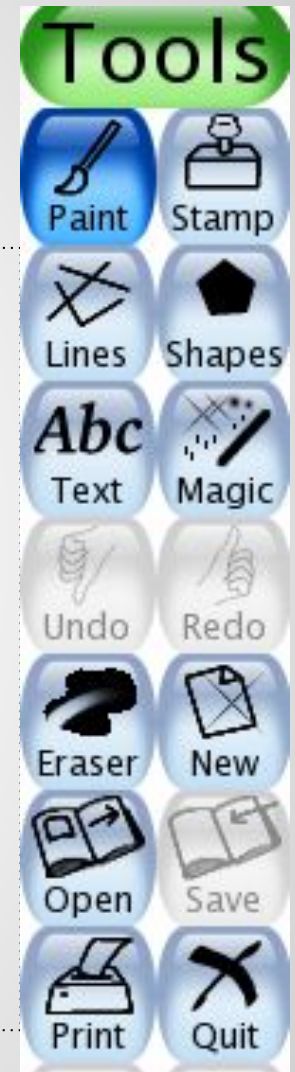 Tools
Paint Stamp
Lines Shapes
Abc
Text Magic
Undo Redo
Eraser New
Open Save
Print Quit